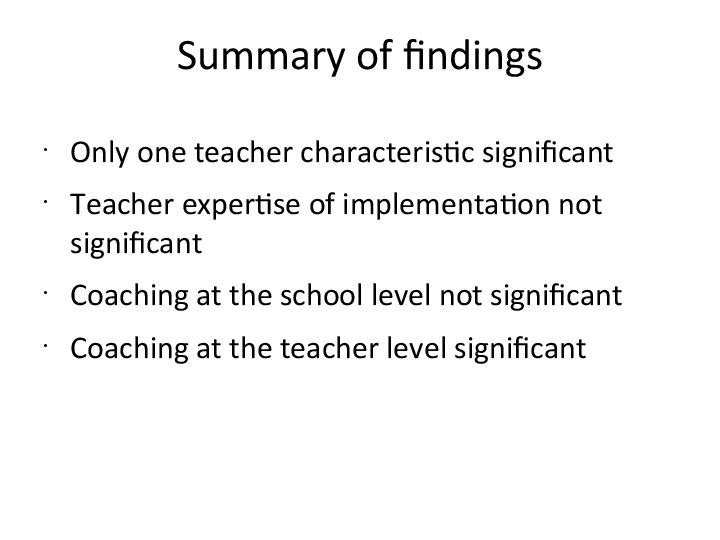 Summary of findings
· Only one teacher characteristic significant
· Teacher expertise of implementation not
significant
· Coaching at the school level not significant
· Coaching at the teacher level significant